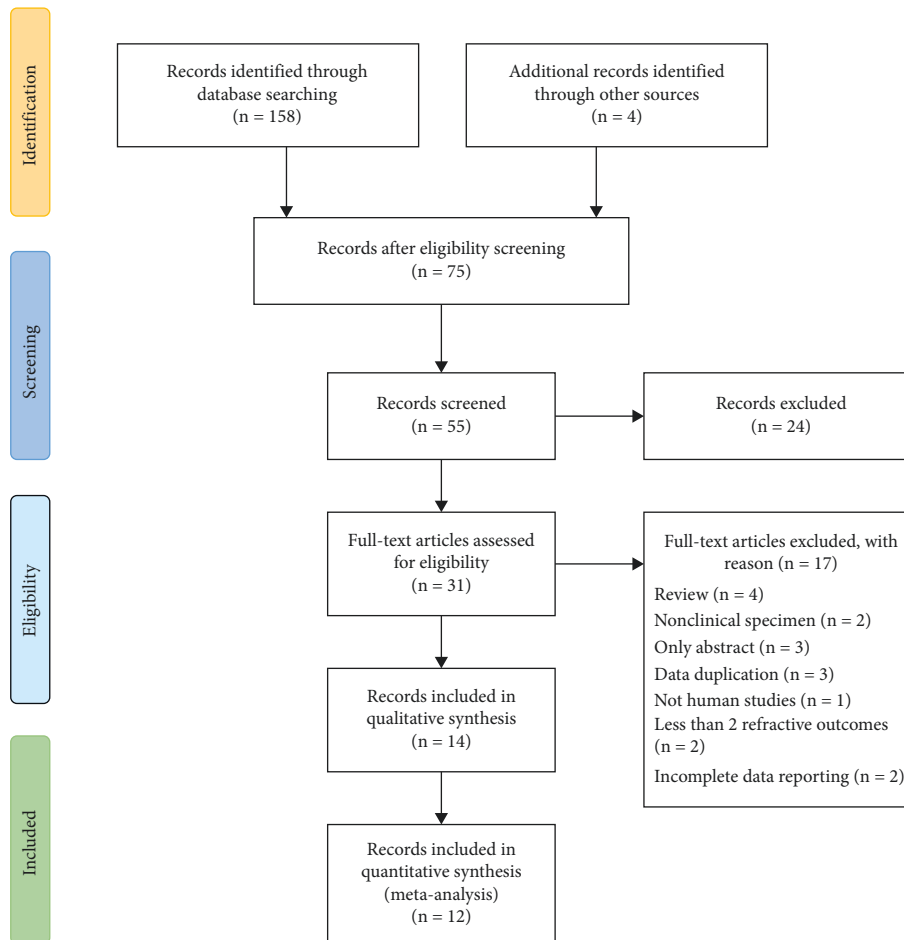 Identification
Records identified through
database searching
(n = 158)
Additional records identified
through other sources
(n = 4)
Records after eligibility screening
(n = 75)
Screening
Records screened
(n = 55)
Records excluded
(n = 24)
Eligibility
Full-text articles assessed
for eligibility
(n = 31)
Full-text articles excluded, with
reason (n = 17)
Review (n = 4)
Nonclinical specimen (n = 2)
Only abstract (n = 3)
Data duplication (n = 3)
Not human studies (n = 1)
Less than 2 refractive outcomes
(n = 2)
Incomplete data reporting (n = 2)
Records included in
qualitative synthesis
(n = 14)
Included
Records included in
quantitative synthesis
(meta-analysis)
(n = 12)